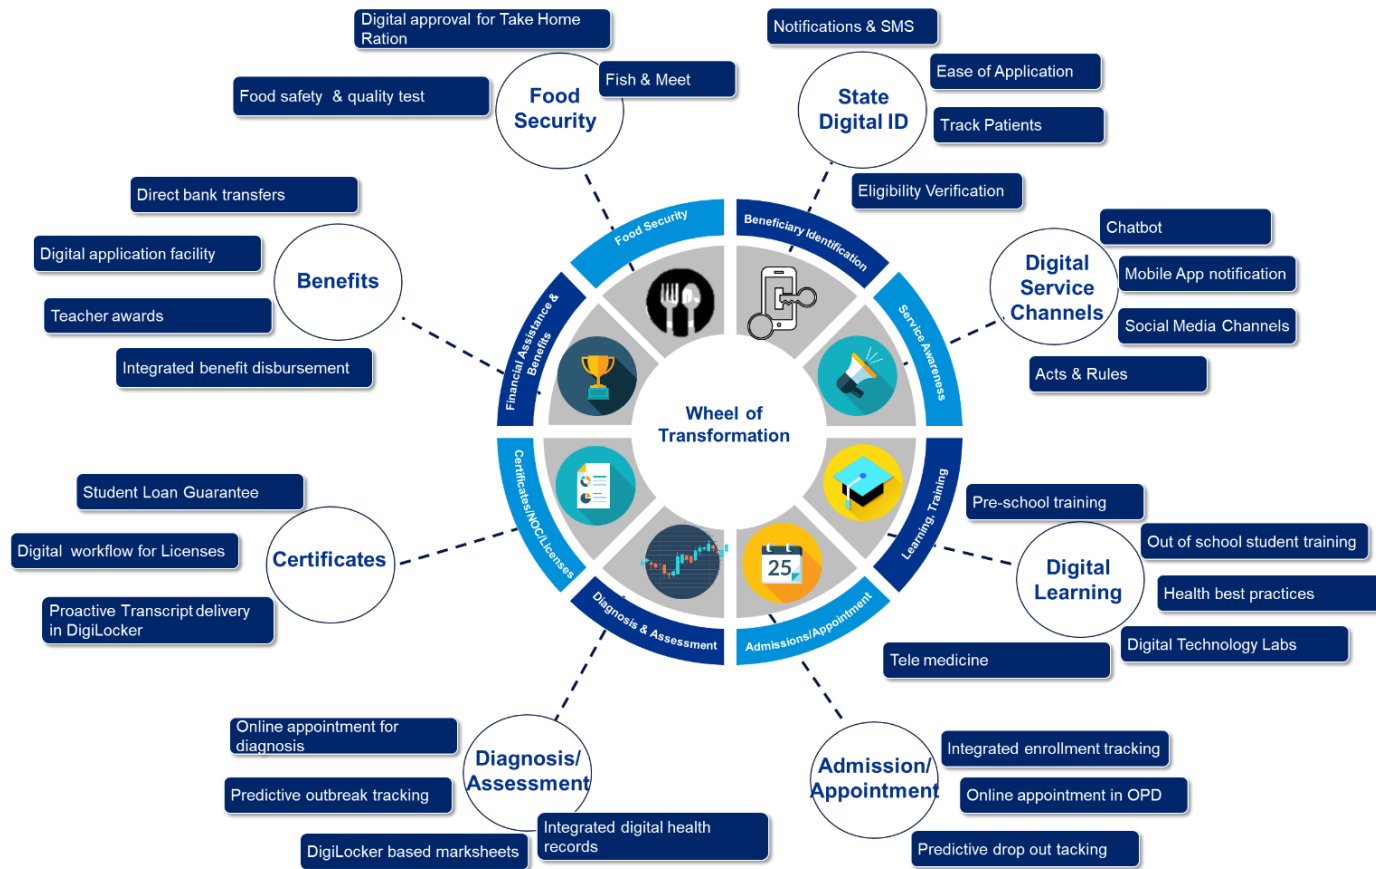 Digital approval for Take Home
Ration
Fish & Meet
Food safety & quality test
Food
Security
Notifications & SMS
Ease of Application
Track Patients
Eligibility Verification
State
Digital ID
Direct bank transfers
Digital application facility
Teacher awards
Integrated benefit disbursement
Benefits
Chatbot
Mobile App notification
Social Media Channels
Acts & Rules
Digital
Service
Channels
Food Security
Beneficiary Identification
Financial Assistance &
Benefits
Service Awareness
Wheel of
Transformation
Certificates/NOC/Licenses
Learning, Training
Diagnosis & Assessment
Admissions/Appointment
25
Student Loan Guarantee
Digital workflow for Licenses
Proactive Transcript delivery
in DigiLocker
Certificates
Pre-school training
Out of school student training
Health best practices
Digital Technology Labs
Tele medicine
Digital
Learning
Online appointment for
diagnosis
Predictive outbreak tracking
DigiLocker based marksheets
Integrated digital health
records
Diagnosis/
Assessment
Admission/
Appointment
Integrated enrollment tracking
Online appointment in OPD
Predictive drop out tacking